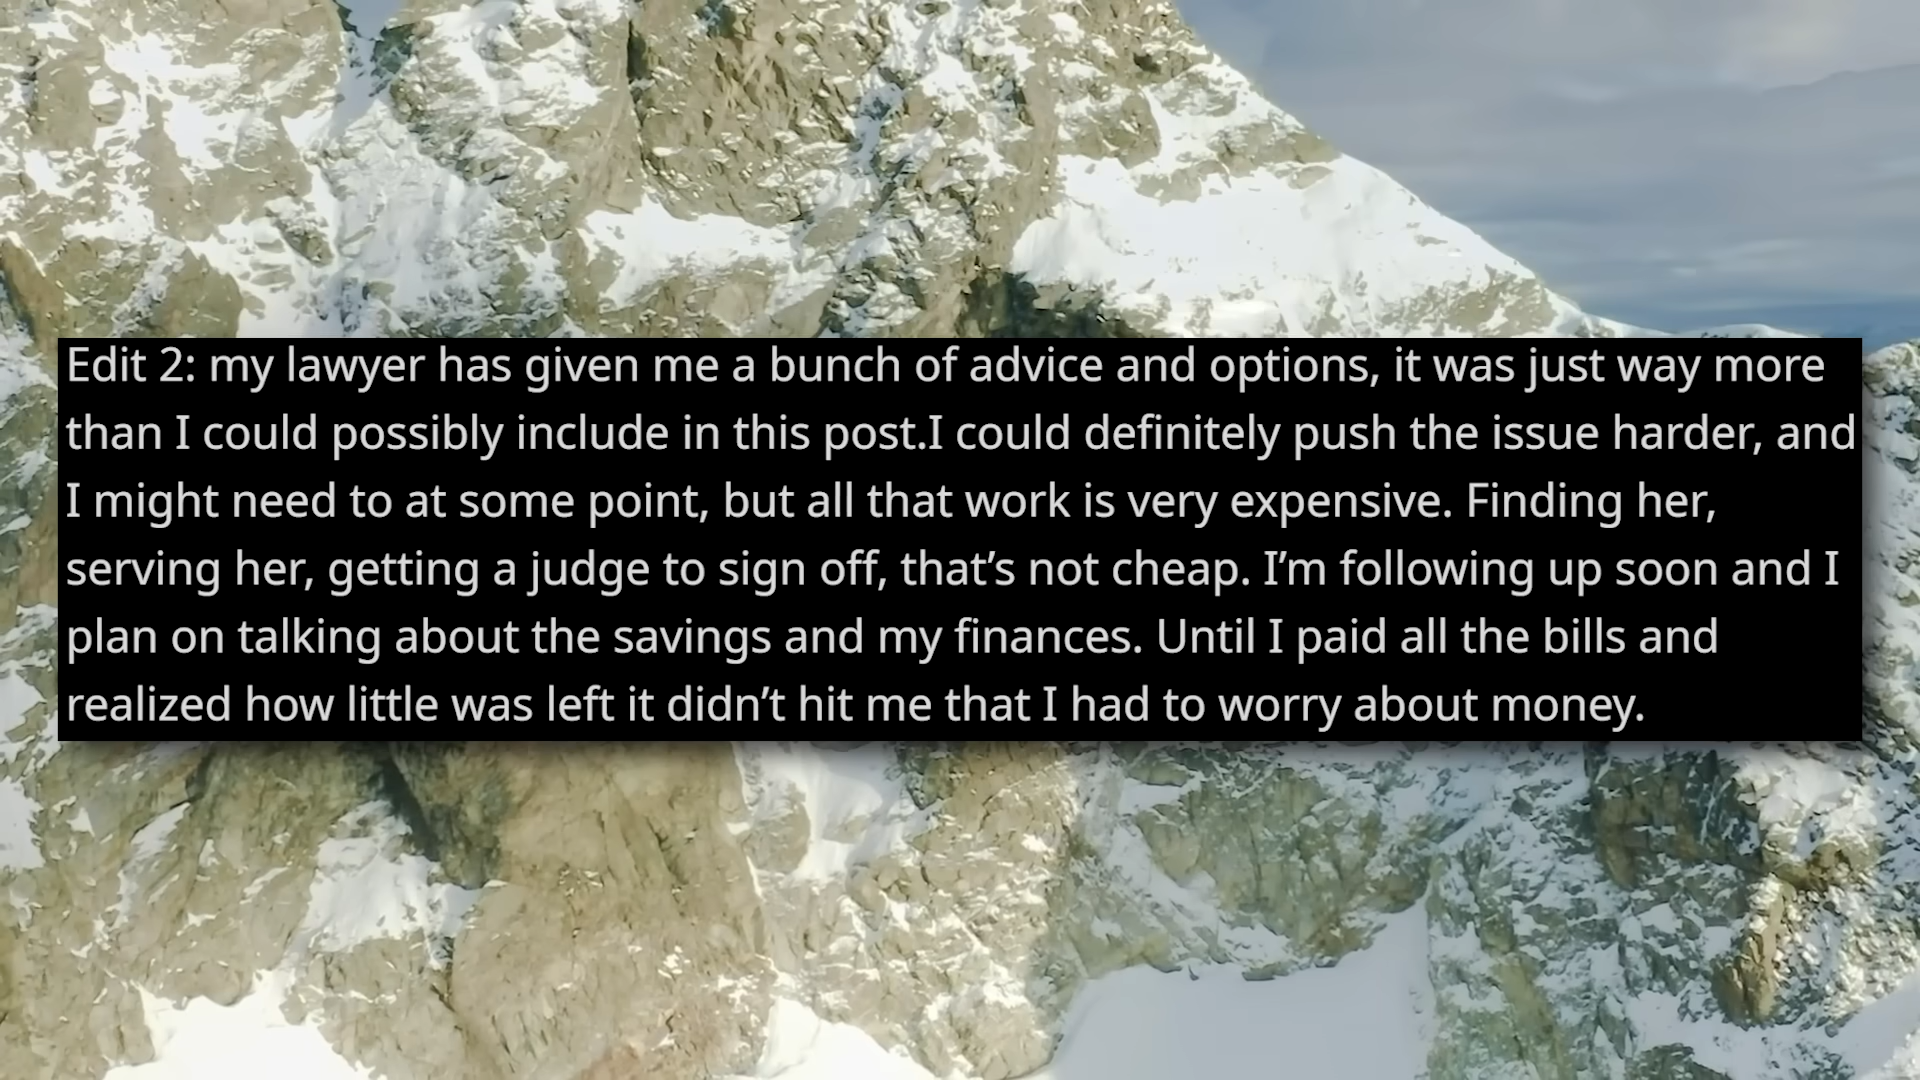 Edit 2: my lawyer has given me a bunch of advice and options, it was just way more
than I could possibly include in this post.I could definitely push the issue harder, and
I might need to at some point, but all that work is very expensive. Finding her,
serving her, getting a judge to sign off, that’s not cheap. I’m following up soon and I
plan on talking about the savings and my finances. Until I paid all the bills and
realized how little was left it didn’t hit me that I had to worry about money.